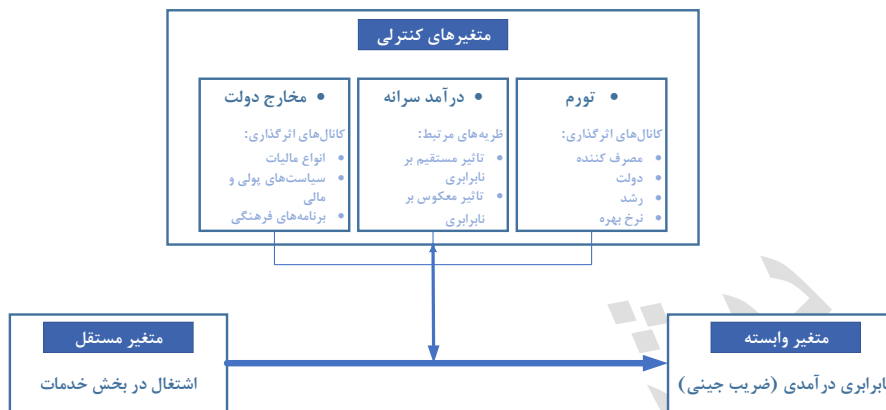 متغیرهای کنترلی
• تورم
کانال‌های اثرگذاری:
• مصرف کننده
• دولت
• رشد
• نرخ بهره
• درآمد سرانه
ظریه‌های مرتبط:
• تاثیر مستقیم بر
نابرابری
• تاثیر معکوس بر
نابرابری
• مخارج دولت
کانال‌های اثرگذاری:
• انواع مالیات
• سیاست‌های پولی و
مالی
• برنامه‌های فرهنگی
متغیر وابسته
نابرابری درآمدی (ضریب جینی)
متغیر مستقل
اشتغال در بخش خدمات